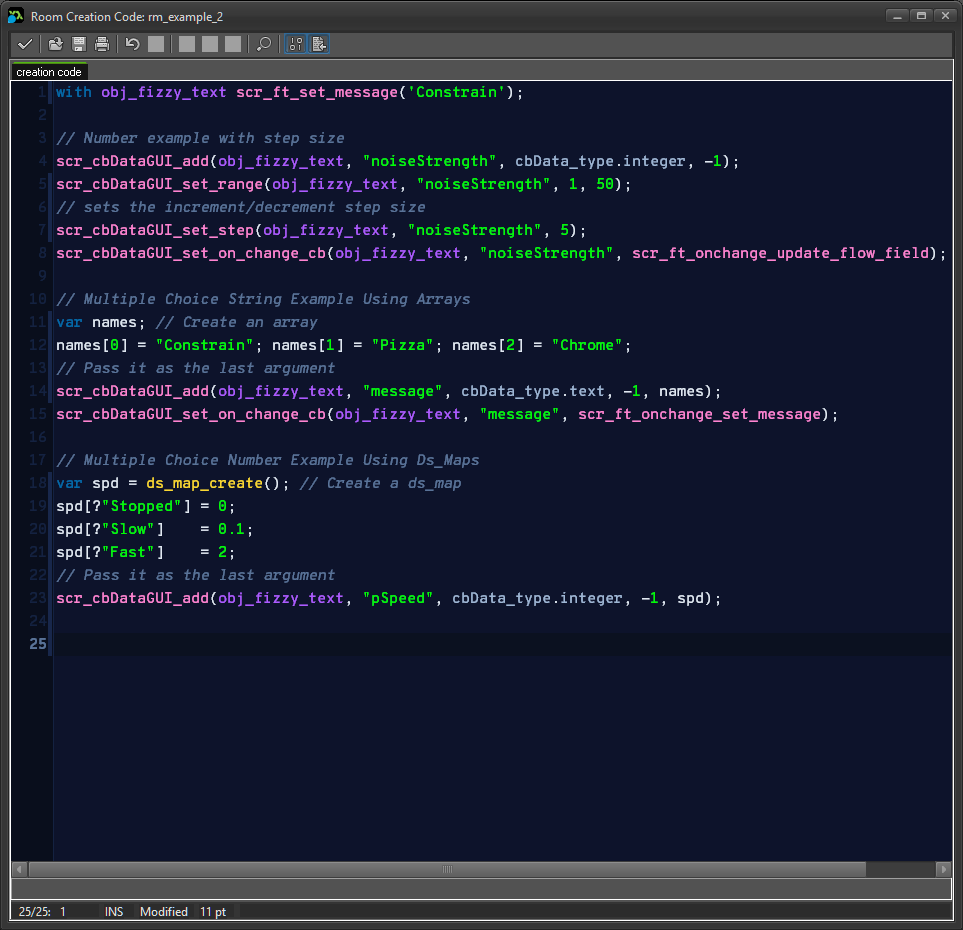 Room Creation Code: rm_example_2
creation code
1 with obj_fizzy_text scr_ft_set_message('Constrain');
2
3 // Number example with step size
4 scr_cbDataGUI_add(obj_fizzy_text, "noiseStrength", cbData_type.integer, -1);
5 scr_cbDataGUI_set_range(obj_fizzy_text, "noiseStrength", 1, 50);
6 // sets the increment/decrement step size
7 scr_cbDataGUI_set_step(obj_fizzy_text, "noiseStrength", 5);
8 scr_cbDataGUI_set_on_change_cb(obj_fizzy_text, "noiseStrength", scr_ft_onchange_update_flow_field);
9
10 // Multiple Choice String Example Using Arrays
11 var names; // Create an array
12 names[0] = "Constrain"; names[1] = "Pizza"; names[2] = "Chrome";
13 // Pass it as the last argument
14 scr_cbDataGUI_add(obj_fizzy_text, "message", cbData_type.text, -1, names);
15 scr_cbDataGUI_set_on_change_cb(obj_fizzy_text, "message", scr_ft_onchange_set_message);
16
17 // Multiple Choice Number Example Using Ds_Maps
18 var spd = ds_map_create(); // Create a ds_map
19 spd[?"Stopped"] = 0;
20 spd[?"Slow"]    = 0.1;
21 spd[?"Fast"]    = 2;
22 // Pass it as the last argument
23 scr_cbDataGUI_add(obj_fizzy_text, "pSpeed", cbData_type.integer, -1, spd);
24
25
25/25: 1 INS Modified 11 pt